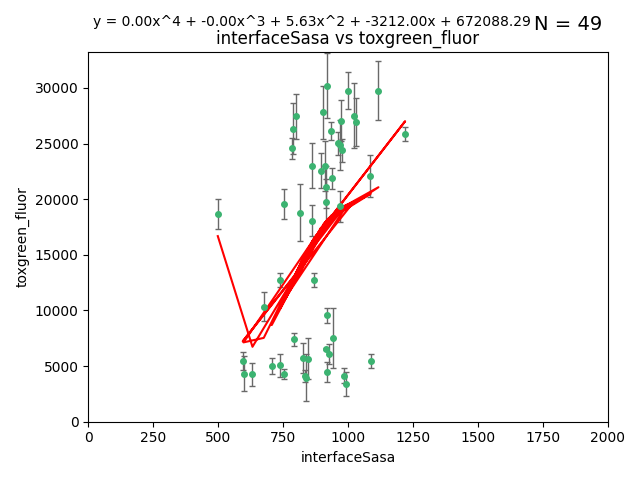 y = 0.00x^4 + -0.00x^3 + 5.63x^2 + -3212.00x + 672088.29 N = 49
interfaceSasa vs toxgreen_fluor
toxgreen_fluor
30000
25000
20000
15000
10000
5000
0
0 250 500 750 1000 1250 1500 1750 2000
interfaceSasa